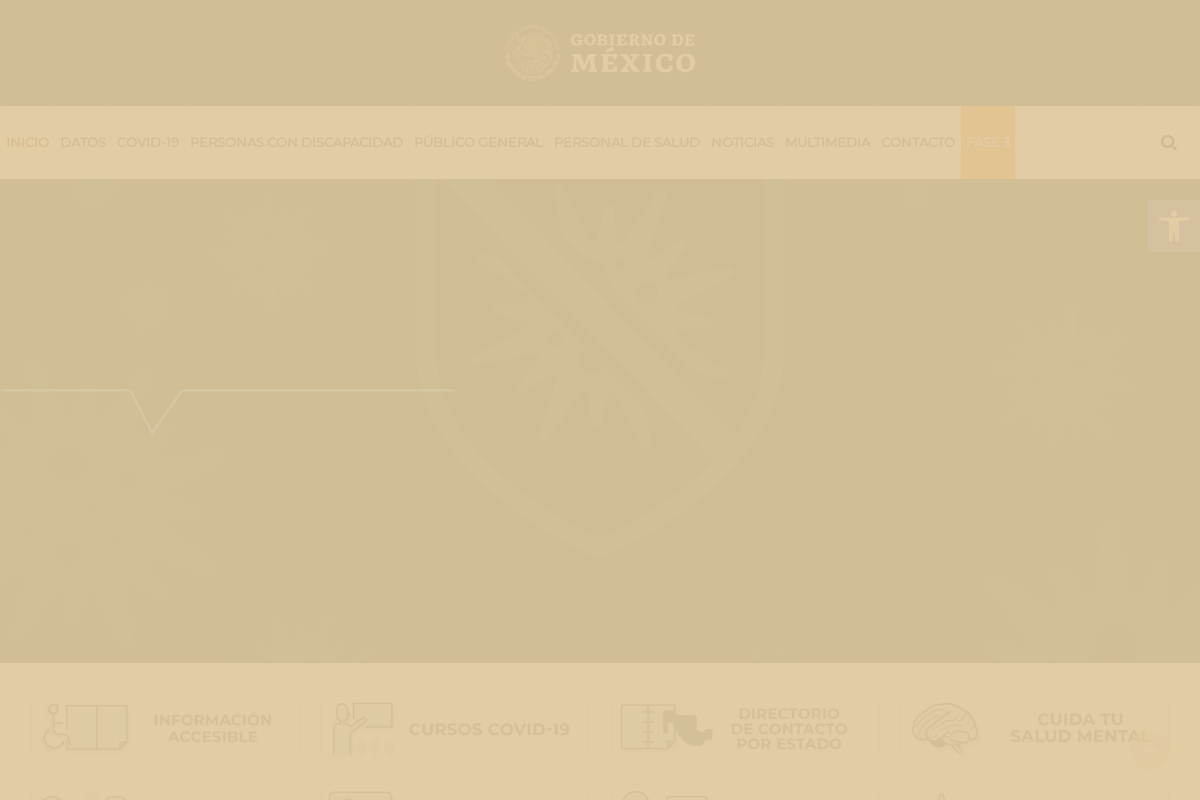 GOBIERNO DE
MÉXICO
INICIO DATOS COVID-19 PERSONAS CON DISCAPACIDAD PÚBLICO GENERAL PERSONAL DE SALUD NOTICIAS MULTIMEDIA CONTACTO FASE 3
INFORMACIÓN
ACCESIBLE
CURSOS COVID-19
DIRECTORIO
DE CONTACTO
POR ESTADO
CUIDA TU
SALUD MENTAL